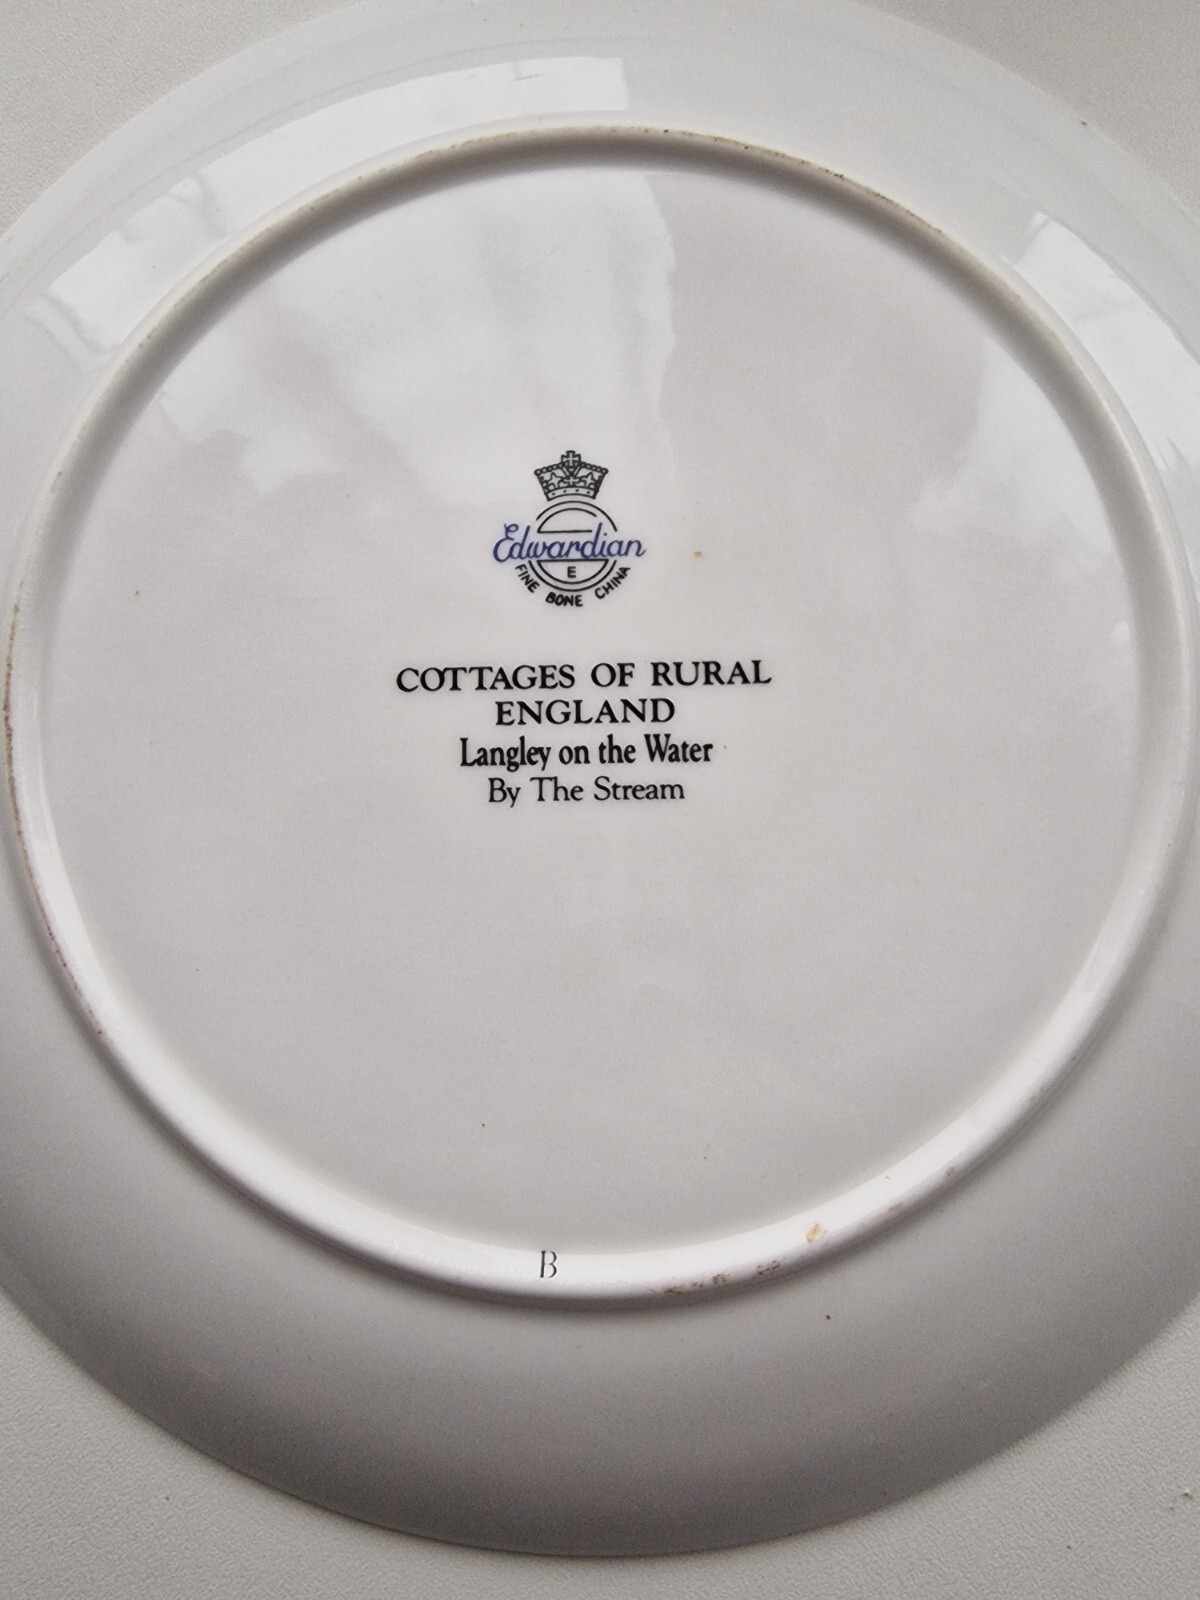 Edwardian
E
FINE BONE CHINA
COTTAGES OF RURAL
ENGLAND
Langley on the Water
By The Stream
B